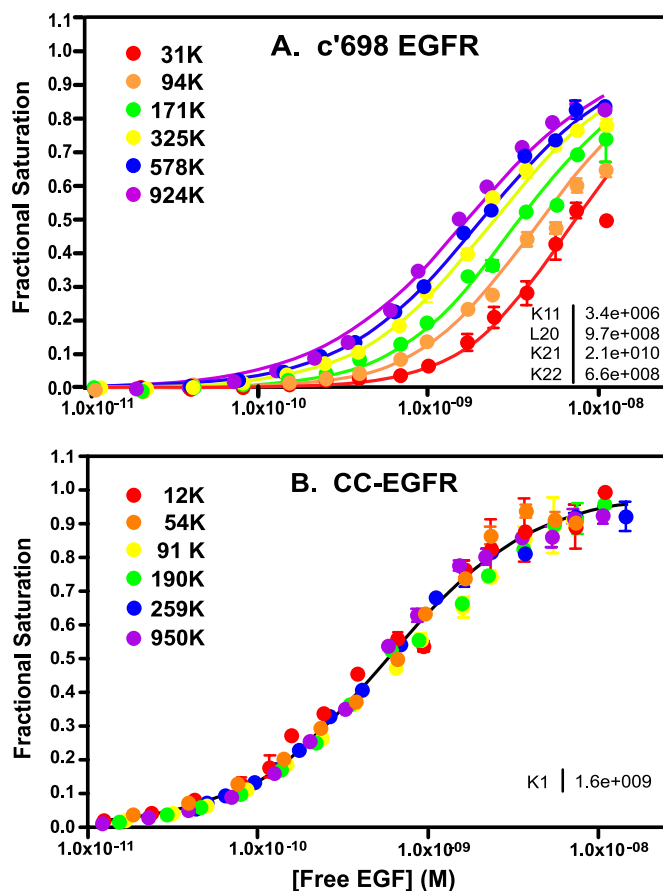 A. c'698 EGFR
Fractional Saturation
1.1
1.0
0.9
0.8
0.7
0.6
0.5
0.4
0.3
0.2
0.1
0.0
31K
94K
171K
325K
578K
924K
K11 3.4e+006
L20 9.7e+008
K21 2.1e+010
K22 6.6e+008
1.0x10-11 1.0x10-10 1.0x10-09 1.0x10-08
B. CC-EGFR
Fractional Saturation
1.1
1.0
0.9
0.8
0.7
0.6
0.5
0.4
0.3
0.2
0.1
0.0
12K
54K
91 K
190K
259K
950K
K1 1.6e+009
1.0x10-11 1.0x10-10 1.0x10-09 1.0x10-08
[Free EGF] (M)